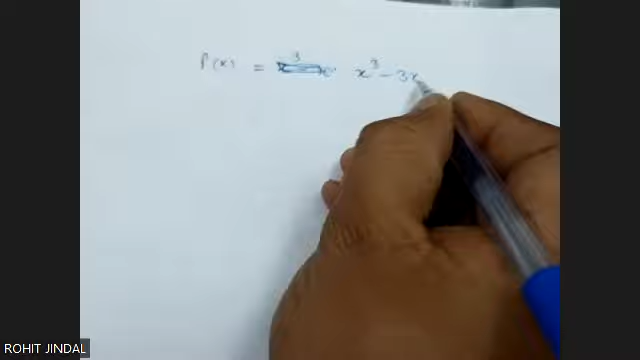 P(x) = x³ - 3x
ROHIT JINDAL